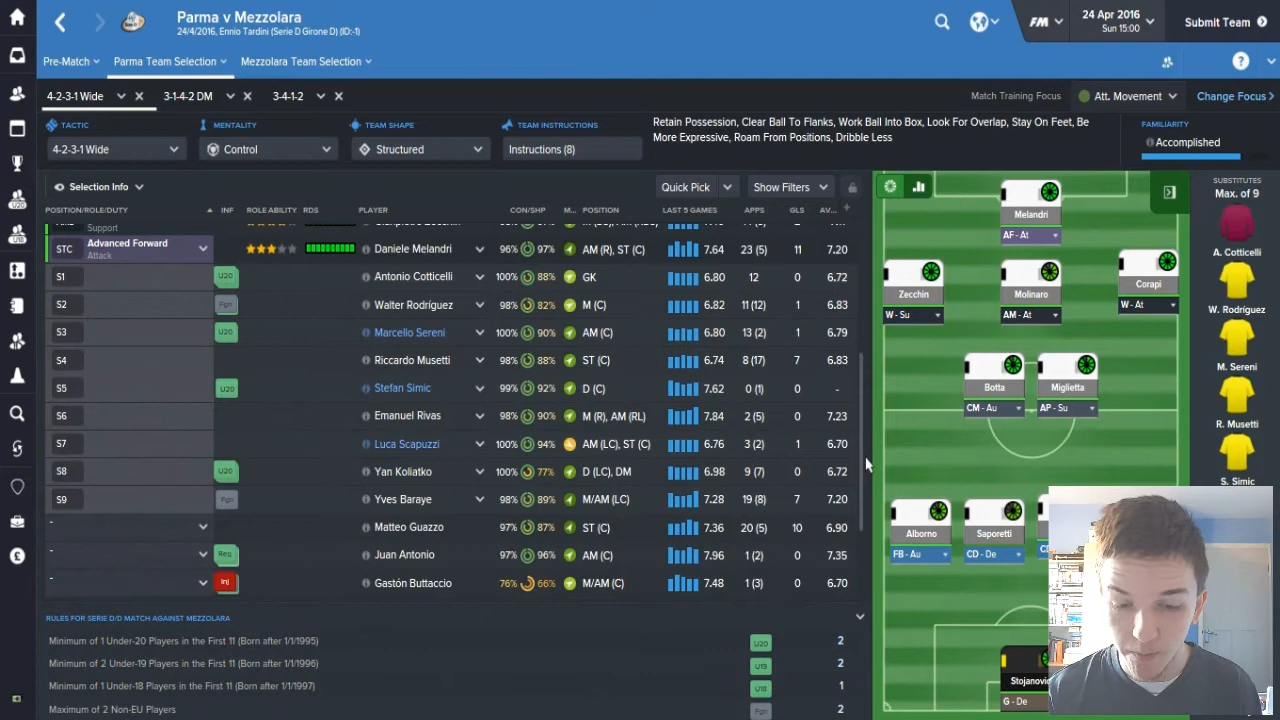 Parma v Mezzolara
24/4/2016, Ennio Tardini (Serie D Girone D) (ID:-1)
FM
24 Apr 2016
Sun 15:00
Submit Team
Pre-Match
Parma Team Selection
Mezzolara Team Selection
4-2-3-1 Wide
3-1-4-2 DM
3-4-1-2
Match Training Focus
Att. Movement
Change Focus
TACTIC
MENTALITY
TEAM SHAPE
TEAM INSTRUCTIONS
4-2-3-1 Wide
Control
Structured
Instructions (8)
Retain Possession, Clear Ball To Flanks, Work Ball Into Box, Look For Overlap, Stay On Feet, Be
More Expressive, Roam From Positions, Dribble Less
FAMILIARITY
Accomplished
Selection Info
Quick Pick
Show Filters
POSITION/ROLE/DUTY INF ROLE ABILITY RDS PLAYER CON/SHP M... POSITION LAST 5 GAMES APPS GLS AV...
Support
STC Advanced Forward Daniele Melandri 96% 97% AM (R), ST (C) 7.64 23 (5) 11 7.20
Attack
S1 U20 Antonio Cotticelli 100% 88% GK 6.80 12 0 6.72
S2 Fgn Walter Rodríguez 98% 82% M (C) 6.82 11 (12) 1 6.83
S3 U20 Marcello Sereni 100% 90% AM (C) 6.80 13 (2) 1 6.79
S4 Riccardo Musetti 98% 88% ST (C) 6.74 8 (17) 7 6.83
S5 U20 Stefan Simic 99% 92% D (C) 7.62 0 (1) 0 -
S6 Emanuel Rivas 98% 90% M (R), AM (RL) 7.84 2 (5) 0 7.23
S7 Luca Scapuzzi 100% 94% AM (LC), ST (C) 6.76 3 (2) 1 6.70
S8 U20 Yan Koliatko 100% 77% D (LC), DM 6.98 9 (7) 0 6.72
S9 Fgn Yves Baraye 98% 89% M/AM (LC) 7.28 19 (8) 7 7.20
- Matteo Guazzo 97% 87% ST (C) 7.36 20 (5) 10 6.90
- Req Juan Antonio 97% 96% AM (C) 7.96 1 (2) 0 7.35
- Inj Gastón Buttaccio 76% 66% M/AM (C) 7.48 1 (3) 0 6.70
RULES FOR SERIE D/D MATCH AGAINST MEZZOLARA
Minimum of 1 Under-20 Players in the First 11 (Born after 1/1/1995) U20 2
Minimum of 2 Under-19 Players in the First 11 (Born after 1/1/1996) U19 2
Minimum of 1 Under-18 Players in the First 11 (Born after 1/1/1997) U18 1
Maximum of 2 Non-EU Players Fgn 2
Melandri
AF - At
Zecchin
W - Su
Molinaro
AM - At
Corapi
W - At
Botta
CM - Au
Miglietta
AP - Su
Alborno
FB - Au
Saporetti
CD - De
G - De
SUBSTITUTES
Max. of 9
A. Cotticelli
W. Rodríguez
M. Sereni
R. Musetti
S. Simic